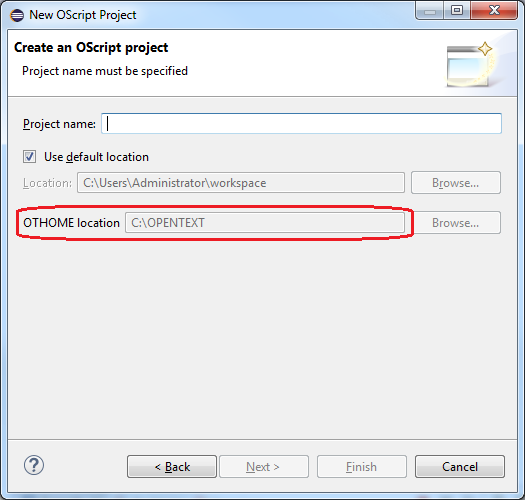 New OScript Project
Create an OScript project
Project name must be specified
Project name:
Use default location
Location: C:\Users\Administrator\workspace Browse...
OTHOME location C:\OPENTEXT Browse...
? < Back Next > Finish Cancel